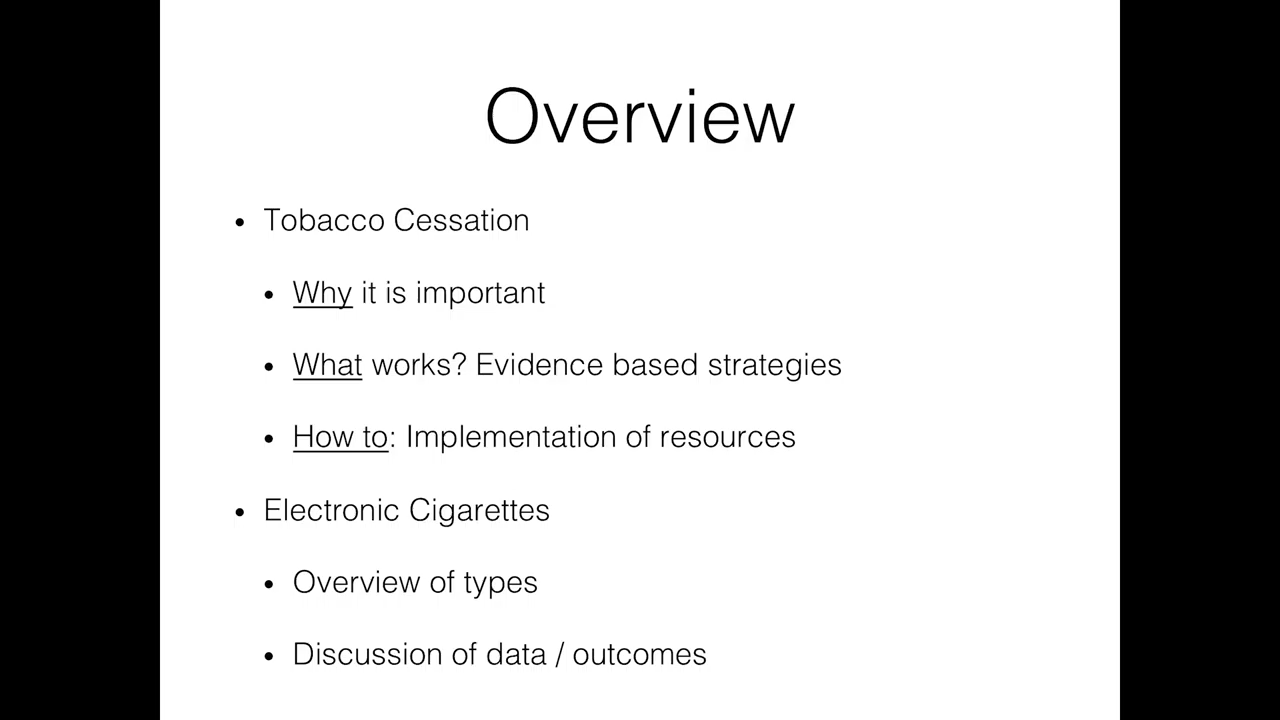 Overview
• Tobacco Cessation
• Why it is important
• What works? Evidence based strategies
• How to: Implementation of resources
• Electronic Cigarettes
• Overview of types
• Discussion of data / outcomes